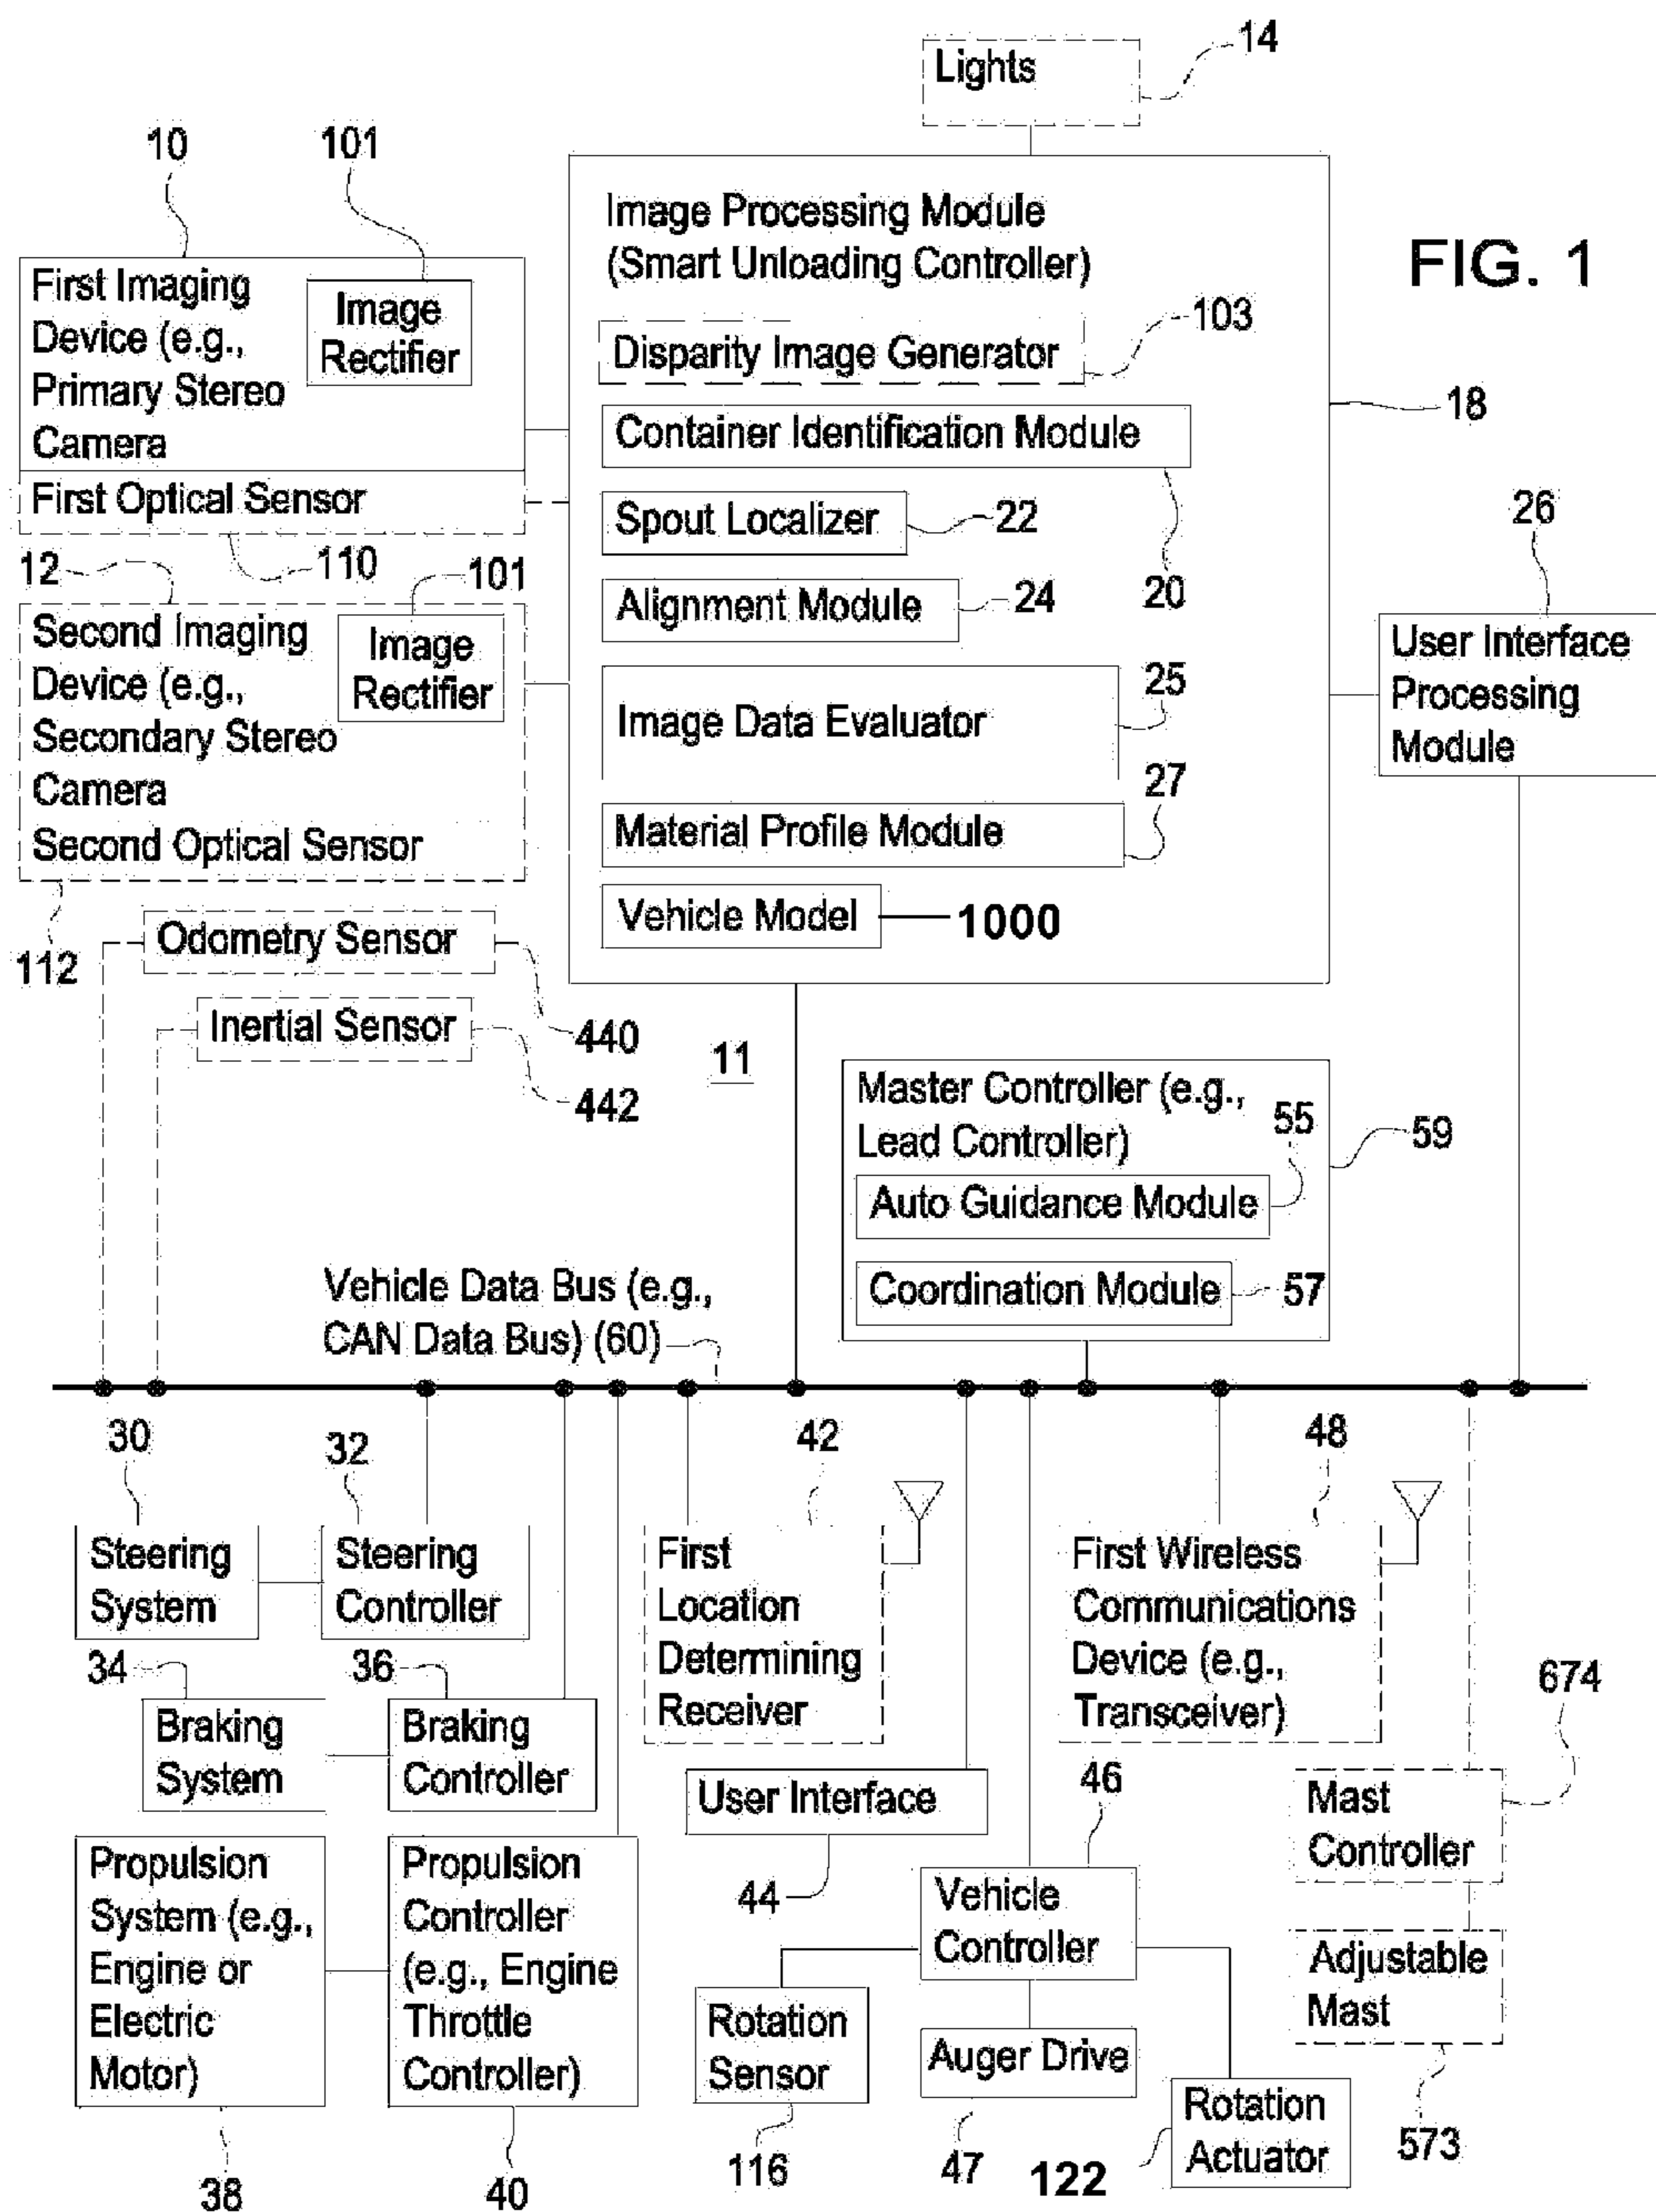 Lights
14
10
101
First Imaging
Device (e.g.,
Primary Stereo
Camera
Image
Rectifier
First Optical Sensor
110
12
101
Second Imaging
Device (e.g.,
Secondary Stereo
Camera
Image
Rectifier
Second Optical Sensor
112
Image Processing Module
(Smart Unloading Controller)
Disparity Image Generator
103
Container Identification Module
20
Spout Localizer
22
Alignment Module
24
Image Data Evaluator
25
Material Profile Module
27
Vehicle Model
1000
18
FIG. 1
26
User Interface
Processing
Module
Odometry Sensor
440
Inertial Sensor
442
11
Master Controller (e.g.,
Lead Controller)
55
59
Auto Guidance Module
Coordination Module
57
Vehicle Data Bus (e.g.,
CAN Data Bus) (60)
30
Steering
System
32
Steering
Controller
34
Braking
System
36
Braking
Controller
Propulsion
System (e.g.,
Engine or
Electric
Motor)
38
Propulsion
Controller
(e.g., Engine
Throttle
Controller)
40
42
First
Location
Determining
Receiver
48
First Wireless
Communications
Device (e.g.,
Transceiver)
User Interface
44
46
Vehicle
Controller
Rotation
Sensor
116
Auger Drive
47
Rotation
Actuator
122
674
Mast
Controller
Adjustable
Mast
573